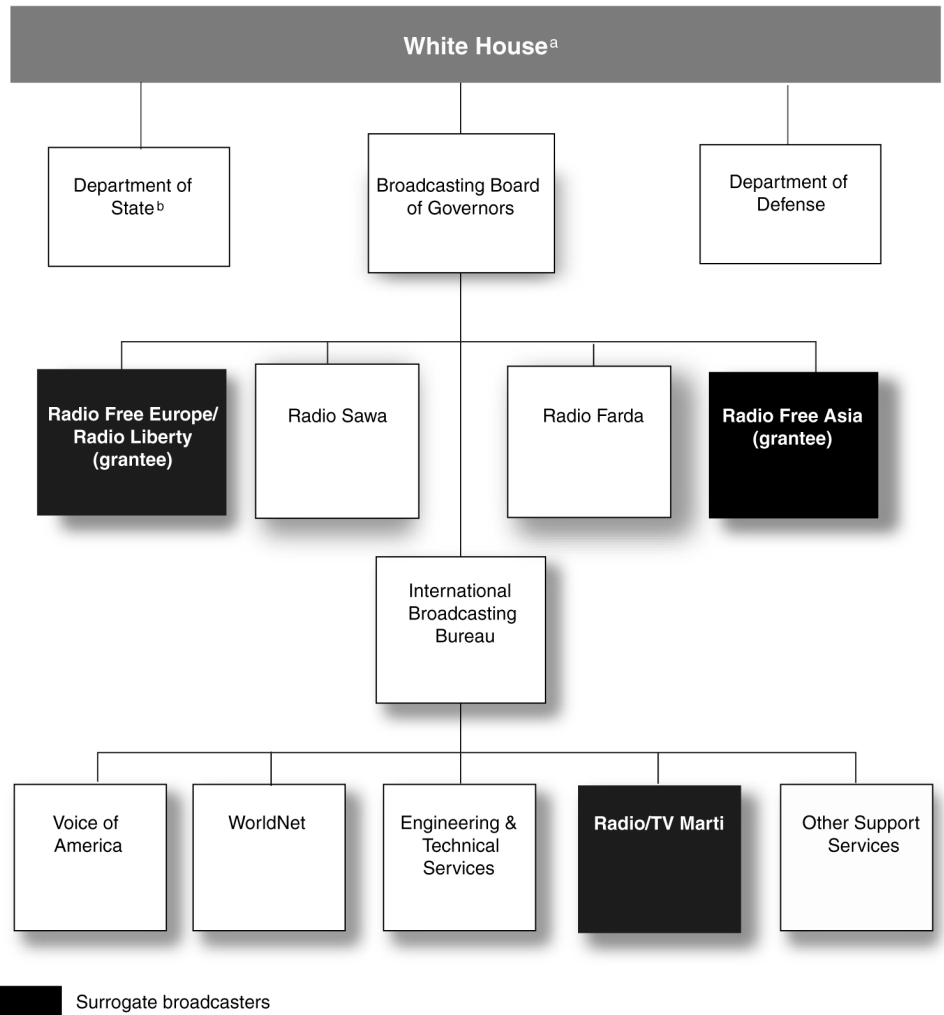 White House a
Department of
State b
Broadcasting Board
of Governors
Department of
Defense
Radio Free Europe/
Radio Liberty
(grantee)
Radio Sawa
Radio Farda
Radio Free Asia
(grantee)
International
Broadcasting
Bureau
Voice of
America
WorldNet
Engineering &
Technical
Services
Radio/TV Marti
Other Support
Services
Surrogate broadcasters